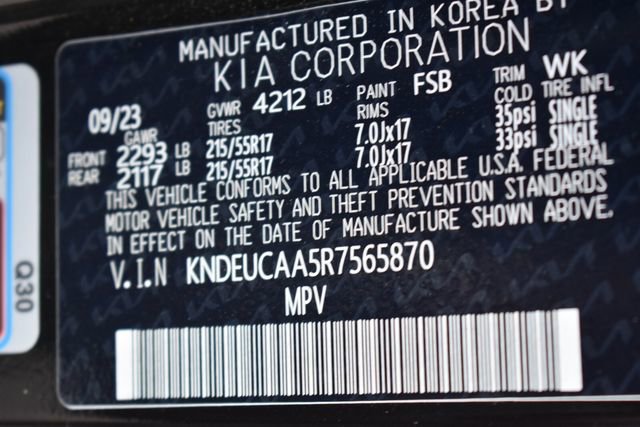 MANUFACTURED IN KOREA BY
KIA CORPORATION
09/23 GVWR 4212 LB PAINT FSB TRIM WK
GAWR TIRES RIMS COLD TIRE INFL
FRONT 2293 LB 215/55R17 7.0Jx17 35psi SINGLE
REAR 2117 LB 215/55R17 7.0Jx17 33psi SINGLE
THIS VEHICLE CONFORMS TO ALL APPLICABLE U.S.A. FEDERAL
MOTOR VEHICLE SAFETY AND THEFT PREVENTION STANDARDS
IN EFFECT ON THE DATE OF MANUFACTURE SHOWN ABOVE.
V.I.N KNDEUCAA5R7565870
MPV
Q30